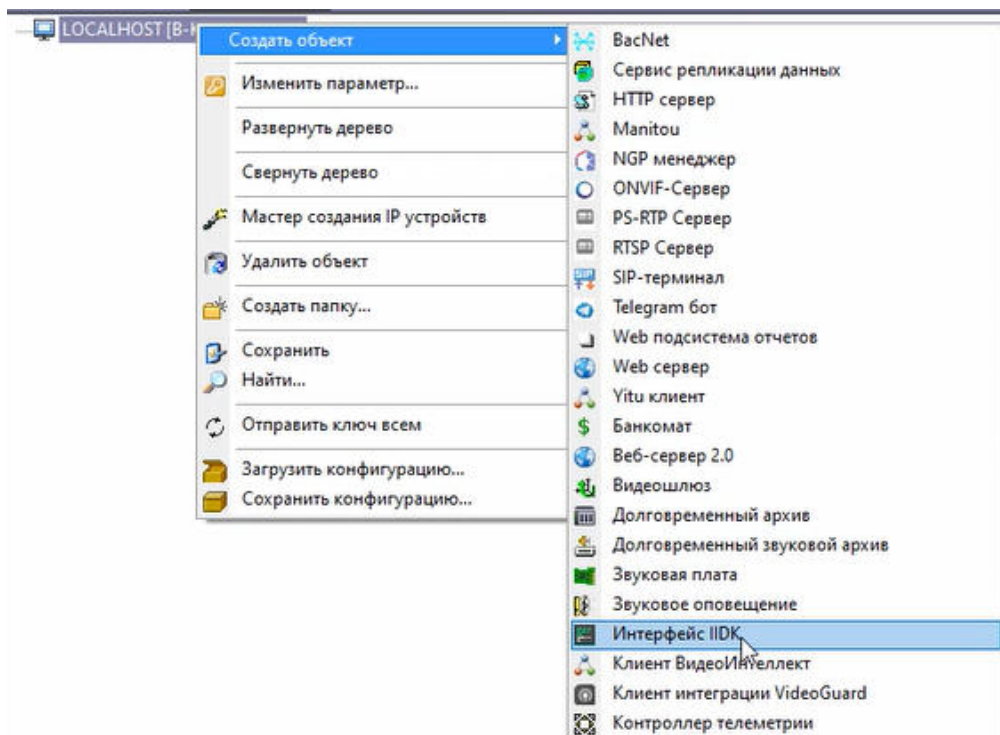 LOCALHOST [B-
Создать объект
Изменить параметр...
Развернуть дерево
Свернуть дерево
Мастер создания IP устройств
Удалить объект
Создать папку...
Сохранить
Найти...
Отправить ключ всем
Загрузить конфигурацию...
Сохранить конфигурацию...
BacNet
Сервис репликации данных
HTTP сервер
Manitou
NGP менеджер
ONVIF-Сервер
PS-RTP Сервер
RTSP Сервер
SIP-терминал
Telegram бот
Web подсистема отчетов
Web сервер
Yitu клиент
Банкомат
Веб-сервер 2.0
Видеошлюз
Долговременный архив
Долговременный звуковой архив
Звуковая плата
Звуковое оповещение
Интерфейс IIDK
Клиент ВидеоИнтеллект
Клиент интеграции VideoGuard
Контроллер телеметрии